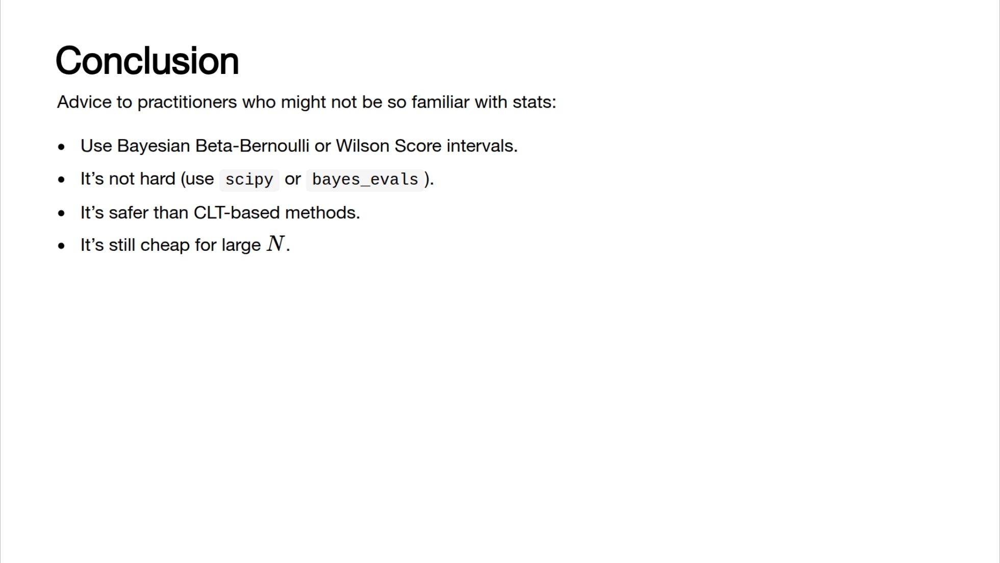 Conclusion
Advice to practitioners who might not be so familiar with stats:
• Use Bayesian Beta-Bernoulli or Wilson Score intervals.
• It’s not hard (use scipy or bayes_evals).
• It’s safer than CLT-based methods.
• It’s still cheap for large N.